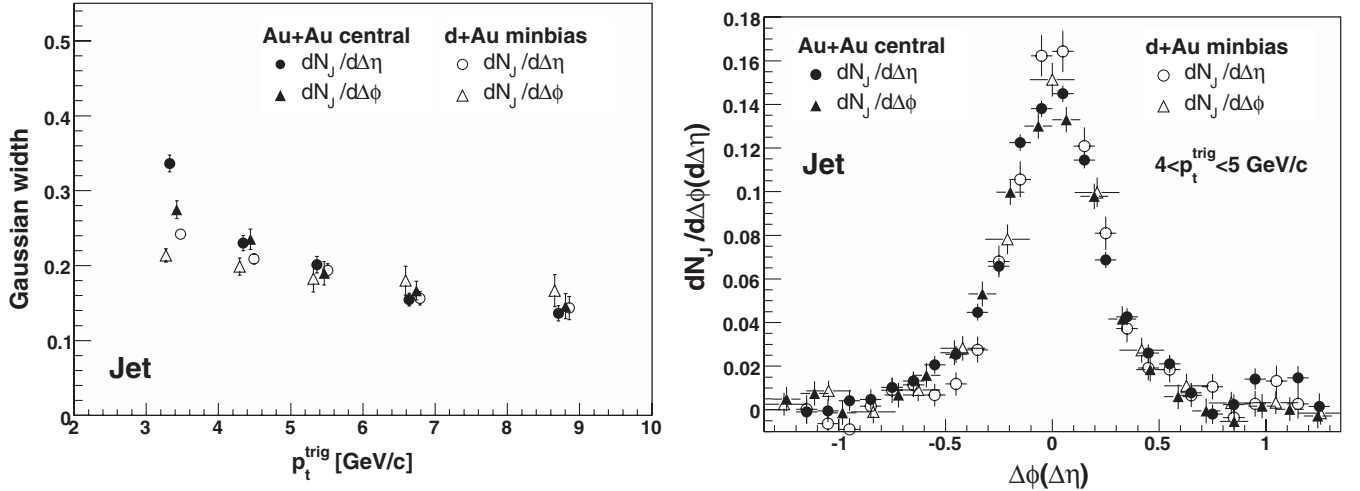 Gaussian width
0.5
0.4
0.3
0.2
0.1
0
Au+Au central
dN_J/dΔη
dN_J/dΔϕ
d+Au minbias
dN_J/dΔη
dN_J/dΔϕ
Jet
2 3 4 5 6 7 8 9 10
p_t^trig [GeV/c]
dN_J/dΔϕ(dΔη)
0.18
0.16
0.14
0.12
0.1
0.08
0.06
0.04
0.02
0
Au+Au central
dN_J/dΔη
dN_J/dΔϕ
d+Au minbias
dN_J/dΔη
dN_J/dΔϕ
Jet
4<p_t^trig<5 GeV/c
-1 -0.5 0 0.5 1
Δϕ(Δη)